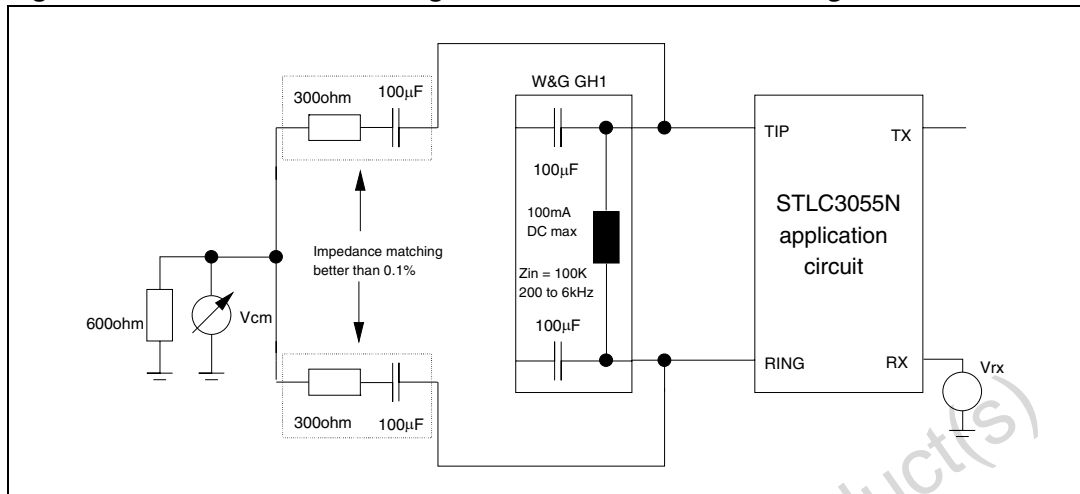 W&G GH1
300ohm
100μF
TIP
TX
100μF
STLC3055N
application
circuit
100mA
DC max
Impedance matching
better than 0.1%
Zin = 100K
200 to 6kHz
600ohm
Vcm
100μF
RING
RX
Vrx
300ohm
100μF
duct(s)